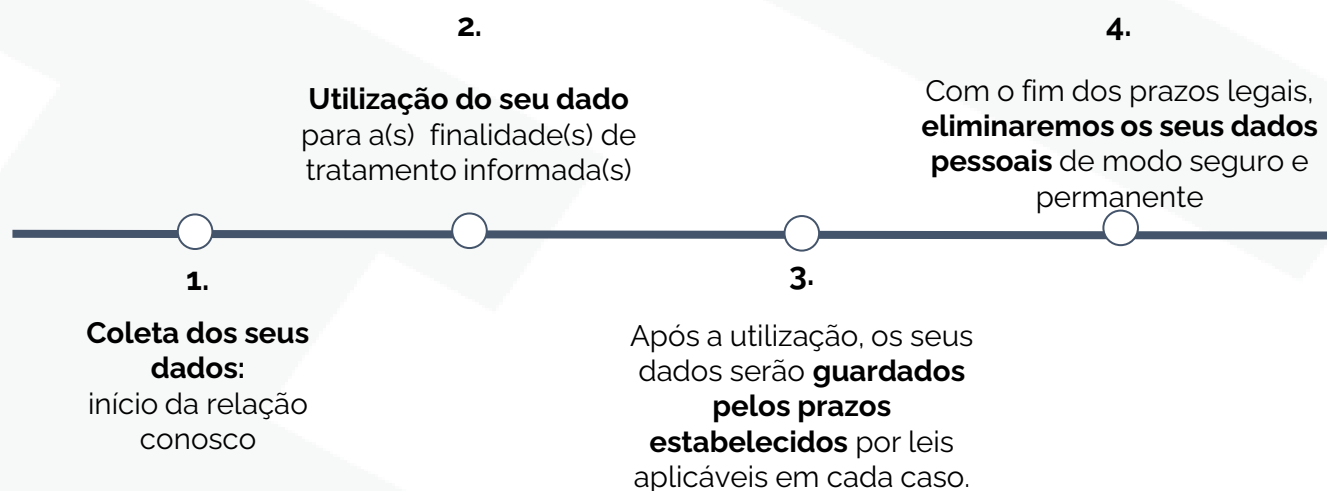 1.
Coleta dos seus
dados:
início da relação
conosco
2.
Utilização do seu dado
para a(s) finalidade(s) de
tratamento informada(s)
3.
Após a utilização, os seus
dados serão guardados
pelos prazos
estabelecidos por leis
aplicáveis em cada caso.
4.
Com o fim dos prazos legais,
eliminaremos os seus dados
pessoais de modo seguro e
permanente